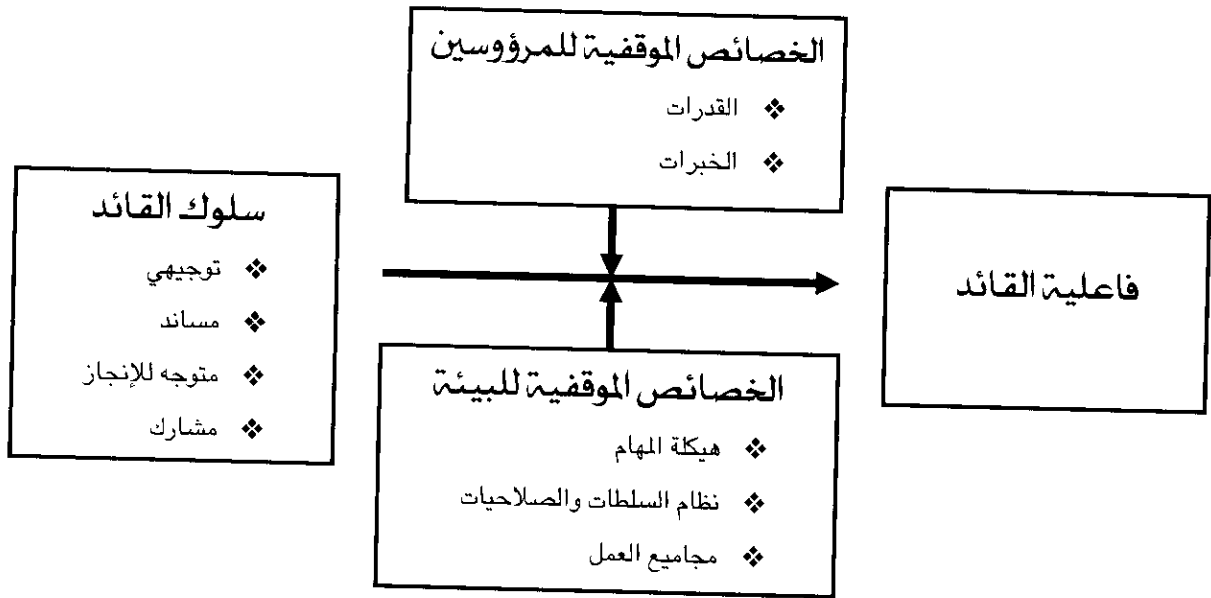 الخصائص الموقفية للمرؤوسين
❖ القدرات
❖ الخبرات
سلوك القائد
❖ توجيهي
❖ مساند
❖ متوجه للإنجاز
❖ مشارك
فاعلية القائد
الخصائص الموقفية للبيئة
❖ هيكلة المهام
❖ نظام السلطات والصلاحيات
❖ مجاميع العمل